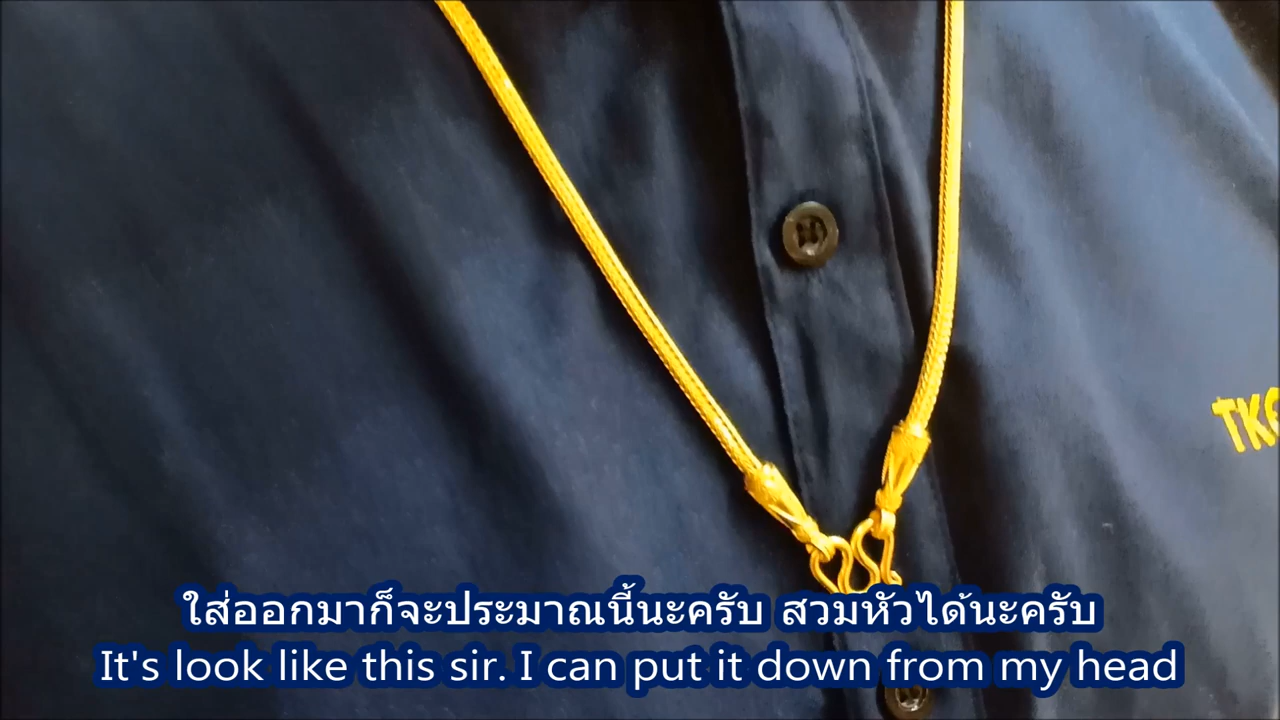 TKG
ใส่ออกมาก็จะประมาณนี้นะครับ สวมหัวได้นะครับ
It's look like this sir. I can put it down from my head